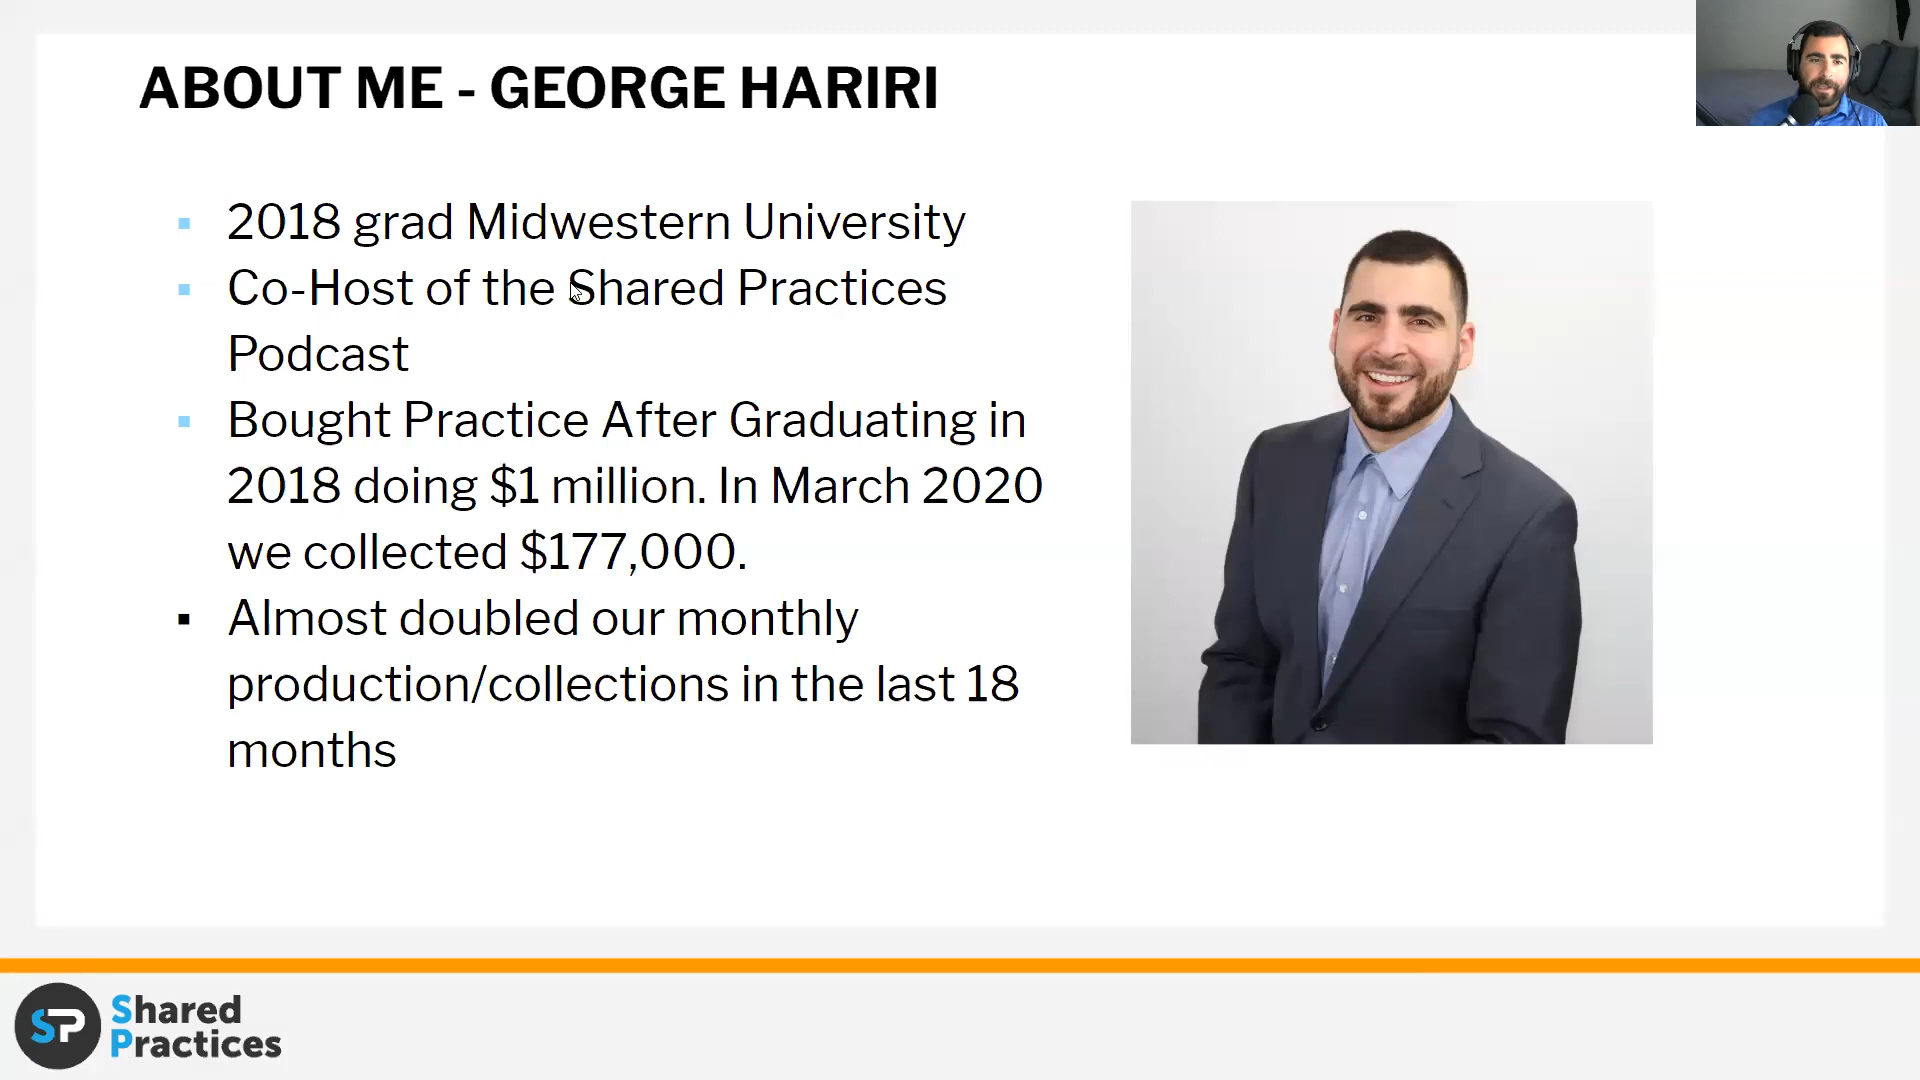 ABOUT ME - GEORGE HARIRI
2018 grad Midwestern University
Co-Host of the Shared Practices
Podcast
Bought Practice After Graduating in
2018 doing $1 million. In March 2020
we collected $177,000.
Almost doubled our monthly
production/collections in the last 18
months
SP
Shared
Practices